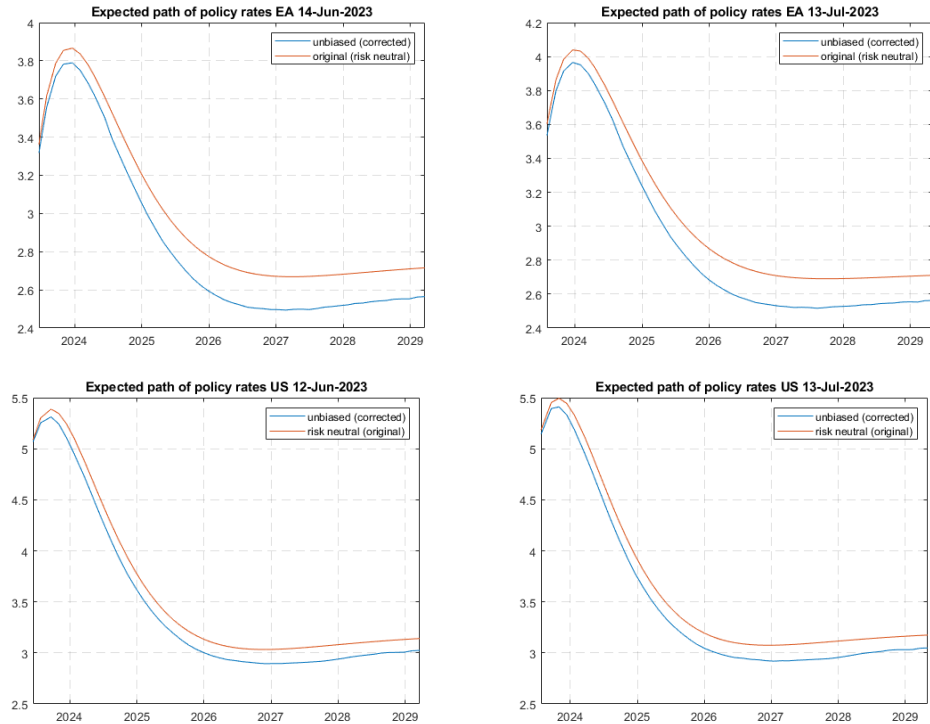 Expected path of policy rates EA 14-Jun-2023
4
3.8
3.6
3.4
3.2
3
2.8
2.6
2.4
2024 2025 2026 2027 2028 2029
unbiased (corrected)
original (risk neutral)
Expected path of policy rates EA 13-Jul-2023
4.2
4
3.8
3.6
3.4
3.2
3
2.8
2.6
2.4
2024 2025 2026 2027 2028 2029
unbiased (corrected)
original (risk neutral)
Expected path of policy rates US 12-Jun-2023
5.5
5
4.5
4
3.5
3
2.5
2024 2025 2026 2027 2028 2029
unbiased (corrected)
risk neutral (original)
Expected path of policy rates US 13-Jul-2023
5.5
5
4.5
4
3.5
3
2.5
2024 2025 2026 2027 2028 2029
unbiased (corrected)
risk neutral (original)